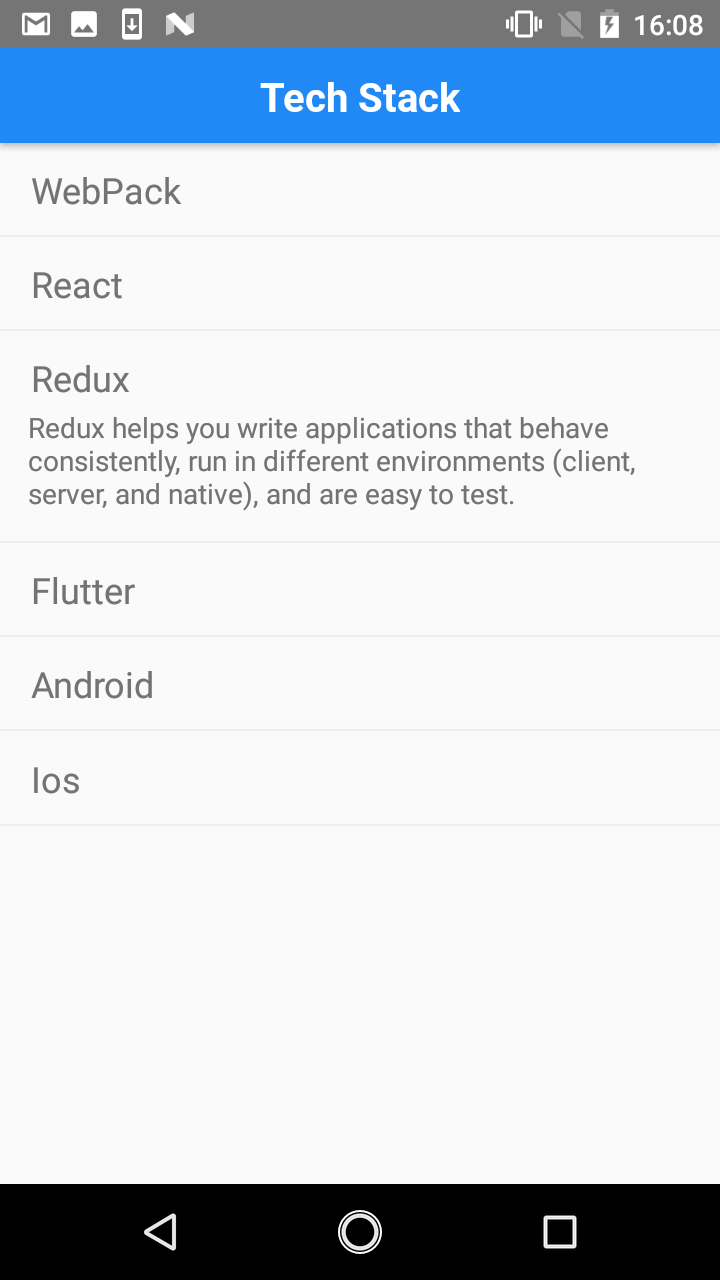 16:08
Tech Stack
WebPack
React
Redux
Redux helps you write applications that behave
consistently, run in different environments (client,
server, and native), and are easy to test.
Flutter
Android
Ios